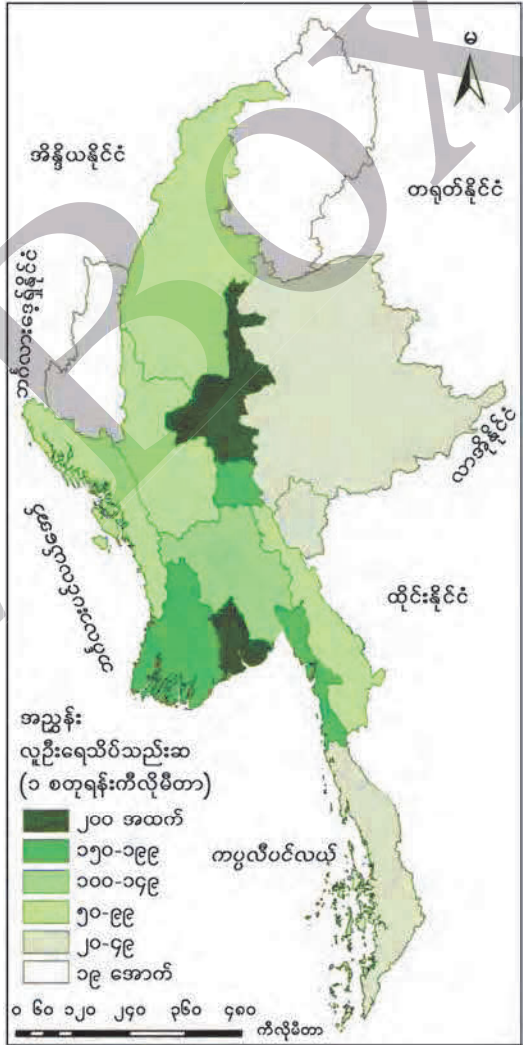 မ
အိန္ဒိယနိုင်ငံ
တရုတ်နိုင်ငံ
ဘင်္ဂလားဒေ့ရှ်နိုင်ငံ
လာအိုနိုင်ငံ
ဘင်္ဂလားပင်လယ်အော်
ထိုင်းနိုင်ငံ
အညွှန်း
လူဦးရေသိပ်သည်းဆ
(၁ စတုရန်းကီလိုမီတာ)
၂၀၀ အထက်
၁၅၀-၁၉၉
ကပ္ပလီပင်လယ်
၁၀၀-၁၄၉
၅၀-၉၉
၂၀-၄၉
၁၉ အောက်
၀ ၆၀ ၁၂၀ ၂၄၀ ၃၆၀ ၄၈၀
ကီလိုမီတာ